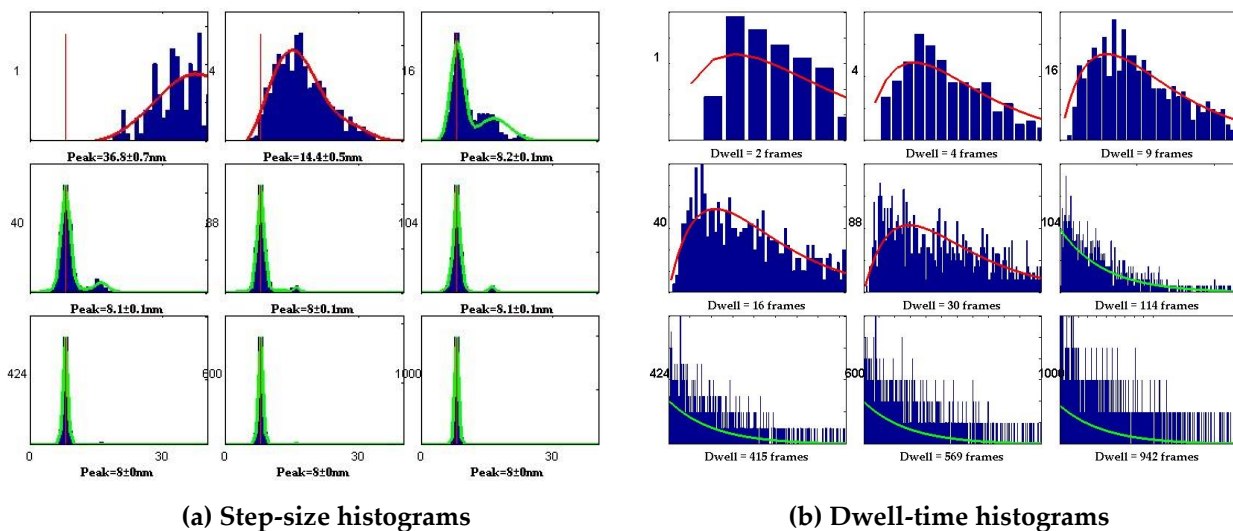 1 4 16
Peak=36.8±0.7nm Peak=14.4±0.5nm Peak=8.2±0.1nm
40 88 104
Peak=8.1±0.1nm Peak=8±0.1nm Peak=8.1±0.1nm
424 600 1000
0 30 0 30 0 30
Peak=8±0nm Peak=8±0nm Peak=8±0nm
(a) Step-size histograms
1 4 16
Dwell = 2 frames Dwell = 4 frames Dwell = 9 frames
40 88 104
Dwell = 16 frames Dwell = 30 frames Dwell = 114 frames
424 600 1000
Dwell = 415 frames Dwell = 569 frames Dwell = 942 frames
(b) Dwell-time histograms